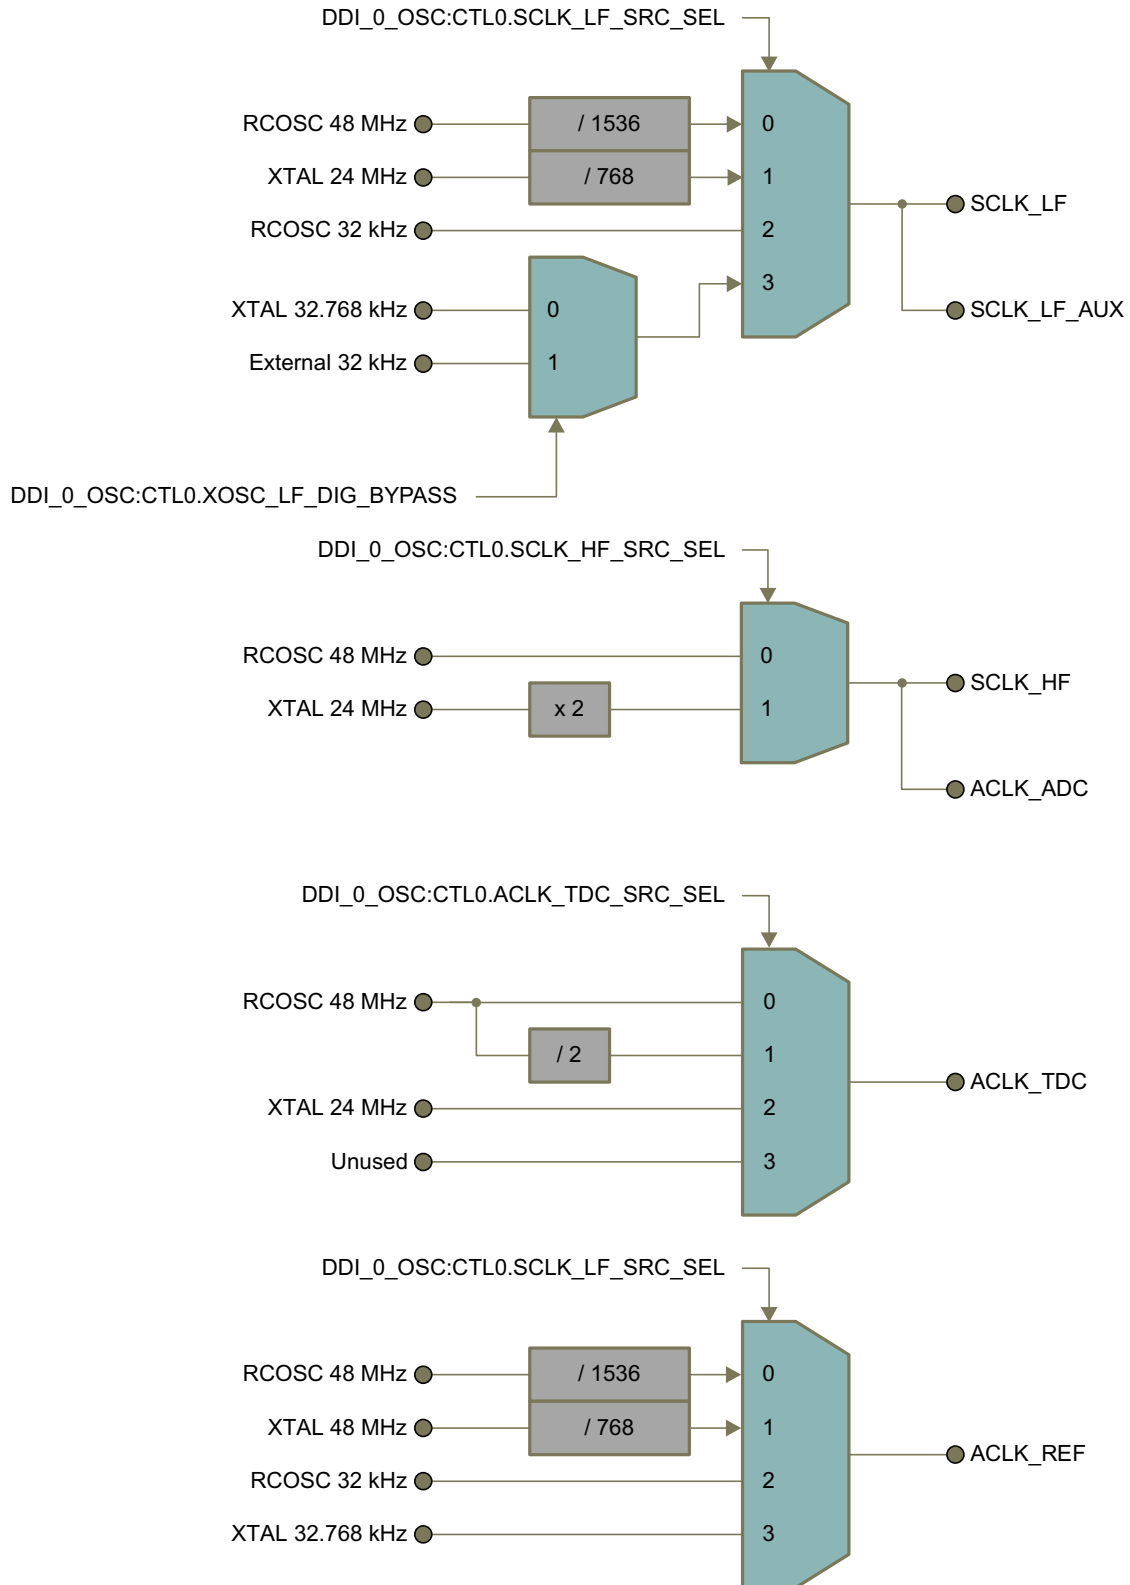 DDI_0_OSC:CTL0.SCLK_LF_SRC_SEL
RCOSC 48 MHz
/ 1536
0
XTAL 24 MHz
/ 768
1
SCLK_LF
RCOSC 32 kHz
2
3
XTAL 32.768 kHz
0
SCLK_LF_AUX
External 32 kHz
1
DDI_0_OSC:CTL0.XOSC_LF_DIG_BYPASS
DDI_0_OSC:CTL0.SCLK_HF_SRC_SEL
RCOSC 48 MHz
0
SCLK_HF
XTAL 24 MHz
x 2
1
ACLK_ADC
DDI_0_OSC:CTL0.ACLK_TDC_SRC_SEL
RCOSC 48 MHz
0
/ 2
1
ACLK_TDC
XTAL 24 MHz
2
Unused
3
DDI_0_OSC:CTL0.SCLK_LF_SRC_SEL
RCOSC 48 MHz
/ 1536
0
XTAL 48 MHz
/ 768
1
ACLK_REF
RCOSC 32 kHz
2
XTAL 32.768 kHz
3